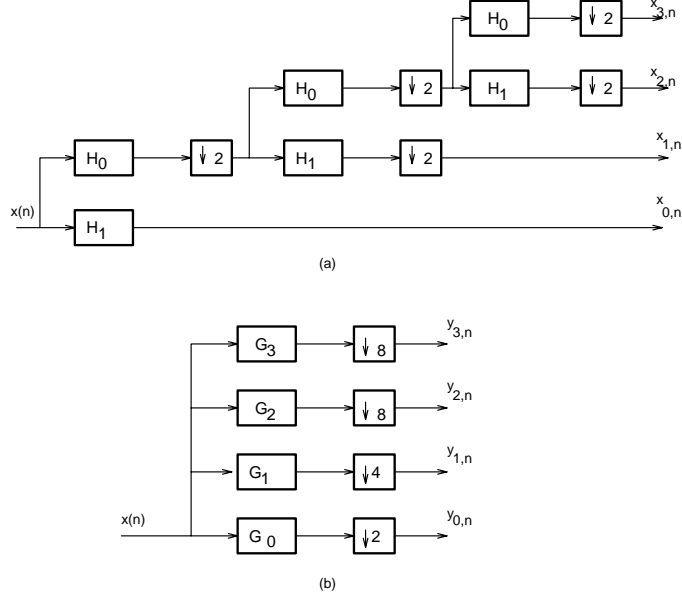 x3,n
H0 ↓ 2
x2,n
H0 ↓ 2 H1 ↓ 2
x1,n
H0 ↓ 2 H1 ↓ 2
x0,n
x(n) H1
(a)
y3,n
G3 ↓ 8
y2,n
G2 ↓ 8
y1,n
G1 ↓4
x(n) y0,n
G0 ↓2
(b)